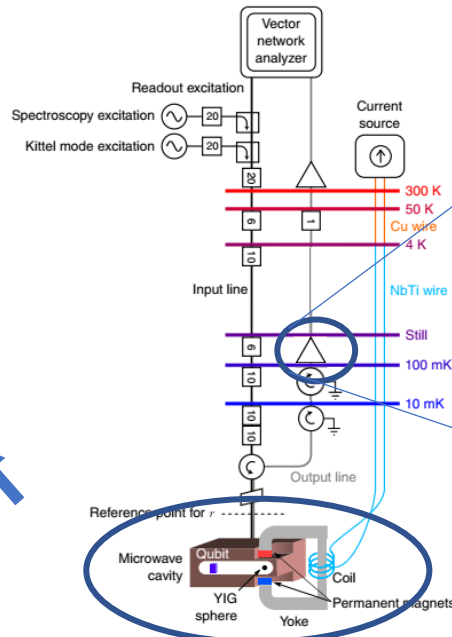 Vector
network
analyzer
Readout excitation
Spectroscopy excitation
20
Kittel mode excitation
20
Current
source
20
300 K
50 K
6
1
Cu wire
4 K
10
NbTi wire
Input line
Still
6
100 mK
10
10 mK
10
10
Output line
Reference point for r
Qubit
Microwave
cavity
Coil
YIG
sphere
Permanent magnets
Yoke